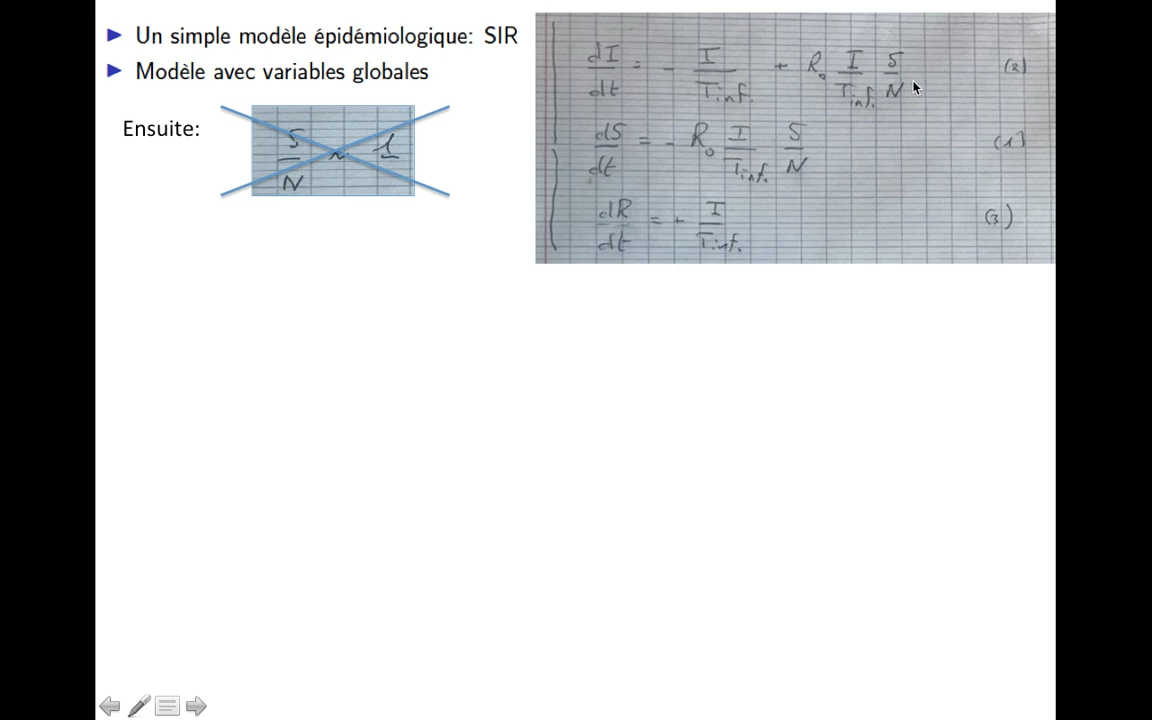 Un simple modèle épidémiologique: SIR
Modèle avec variables globales
Ensuite:
S/N ~ 1
dI/dt = - I/Tinf. + R₀ I/Tinf. S/N (2)
dS/dt = - R₀ I/Tinf. S/N (1)
dR/dt = + I/Tinf. (3)